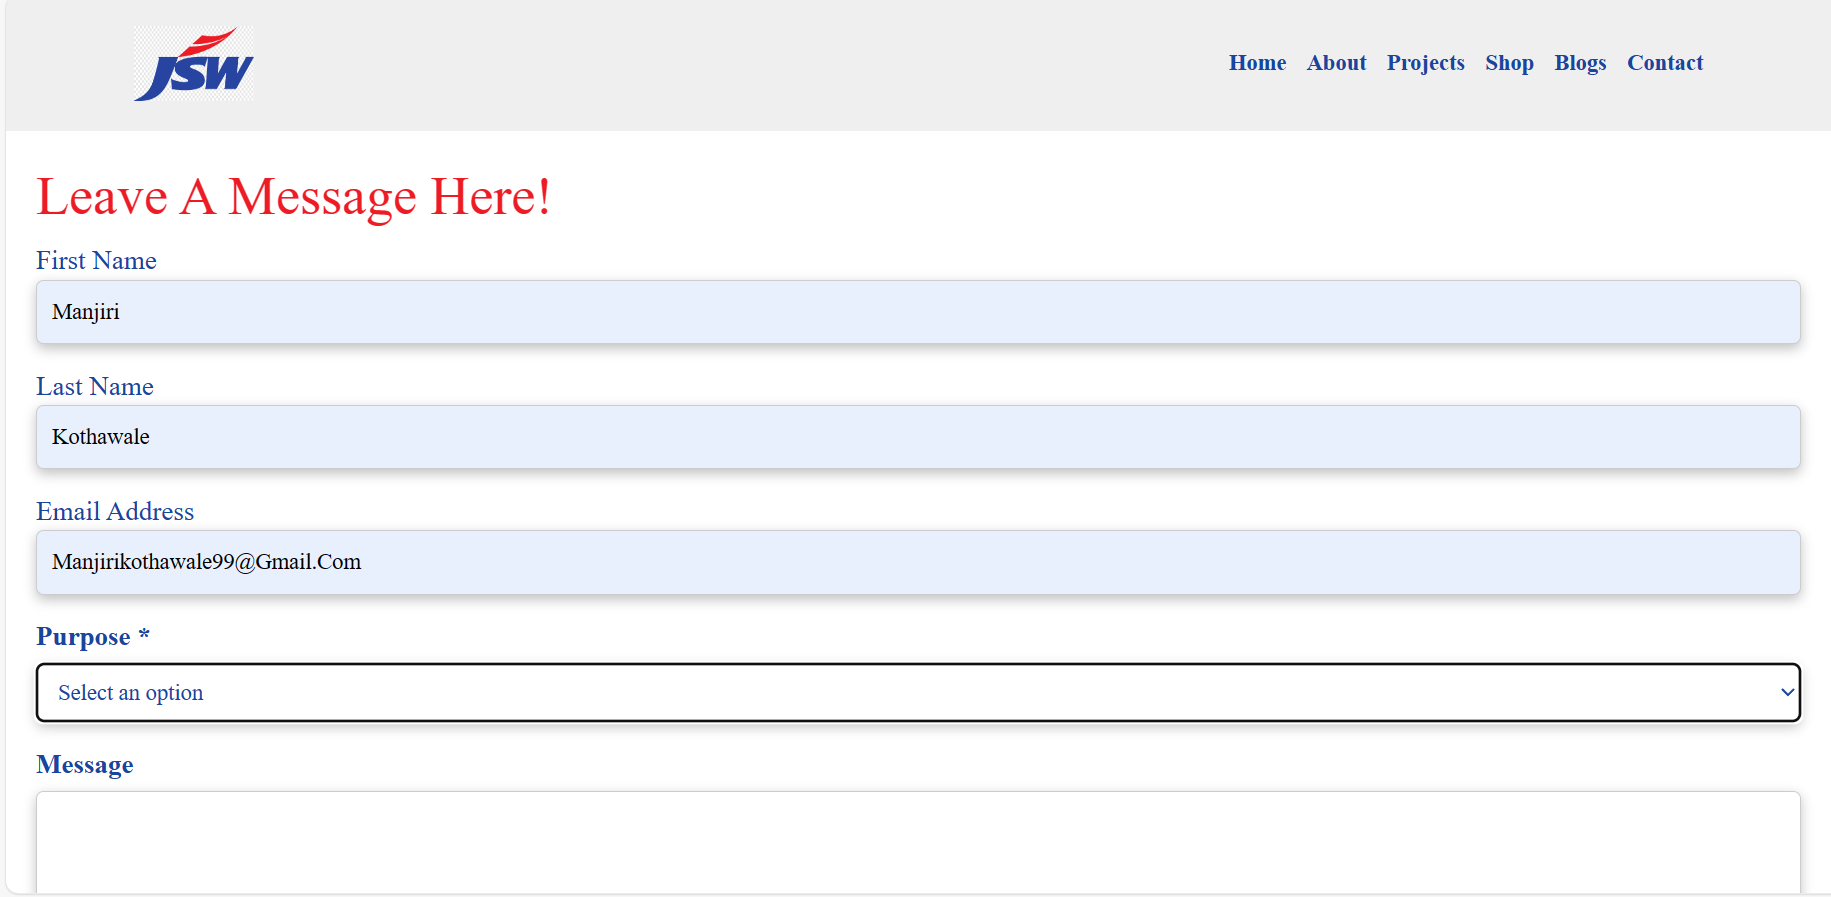 JSW
Home About Projects Shop Blogs Contact
Leave A Message Here!
First Name
Manjiri
Last Name
Kothawale
Email Address
Manjirikothawale99@Gmail.Com
Purpose *
Select an option
Message